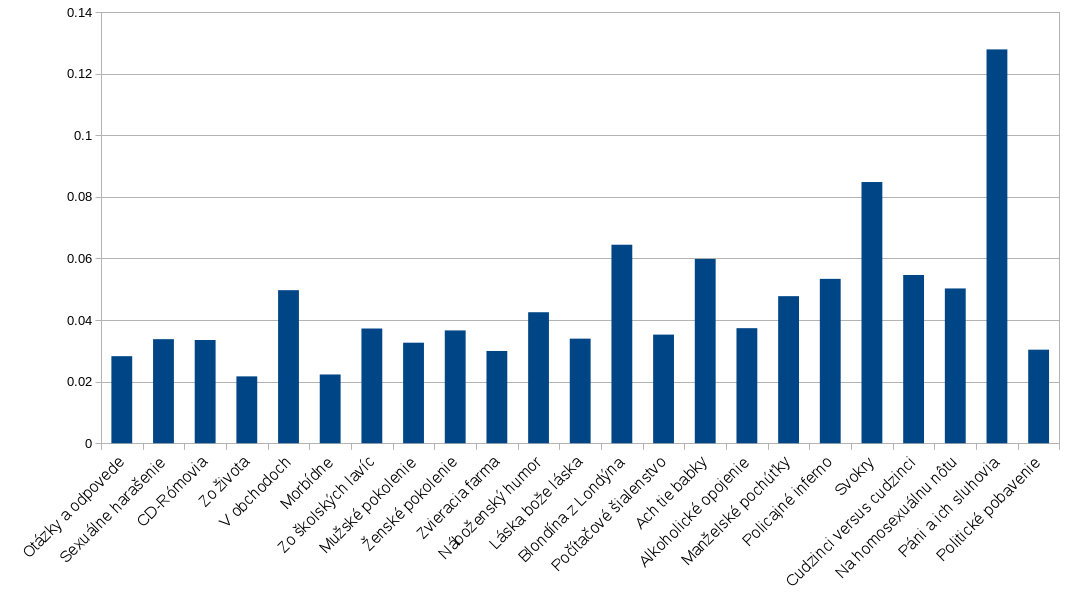 0.14
0.12
0.1
0.08
0.06
0.04
0.02
0
Otázky a odpovede
Sexuálne harašenie
CD-Rómovia
Zo života
V obchodoch
Morbídne
Zo školských lavíc
Mužské pokolenie
Ženské pokolenie
Zvieracia farma
Náboženský humor
Láska bože láska
Blondína z Londýna
Počítačové šialenstvo
Ach tie babky
Alkoholické opojenie
Manželské pochúťky
Policajné inferno
Svokry
Cudzinci versus cudzinci
Na homosexuálnu nôtu
Páni a ich sluhovia
Politické pobavenie